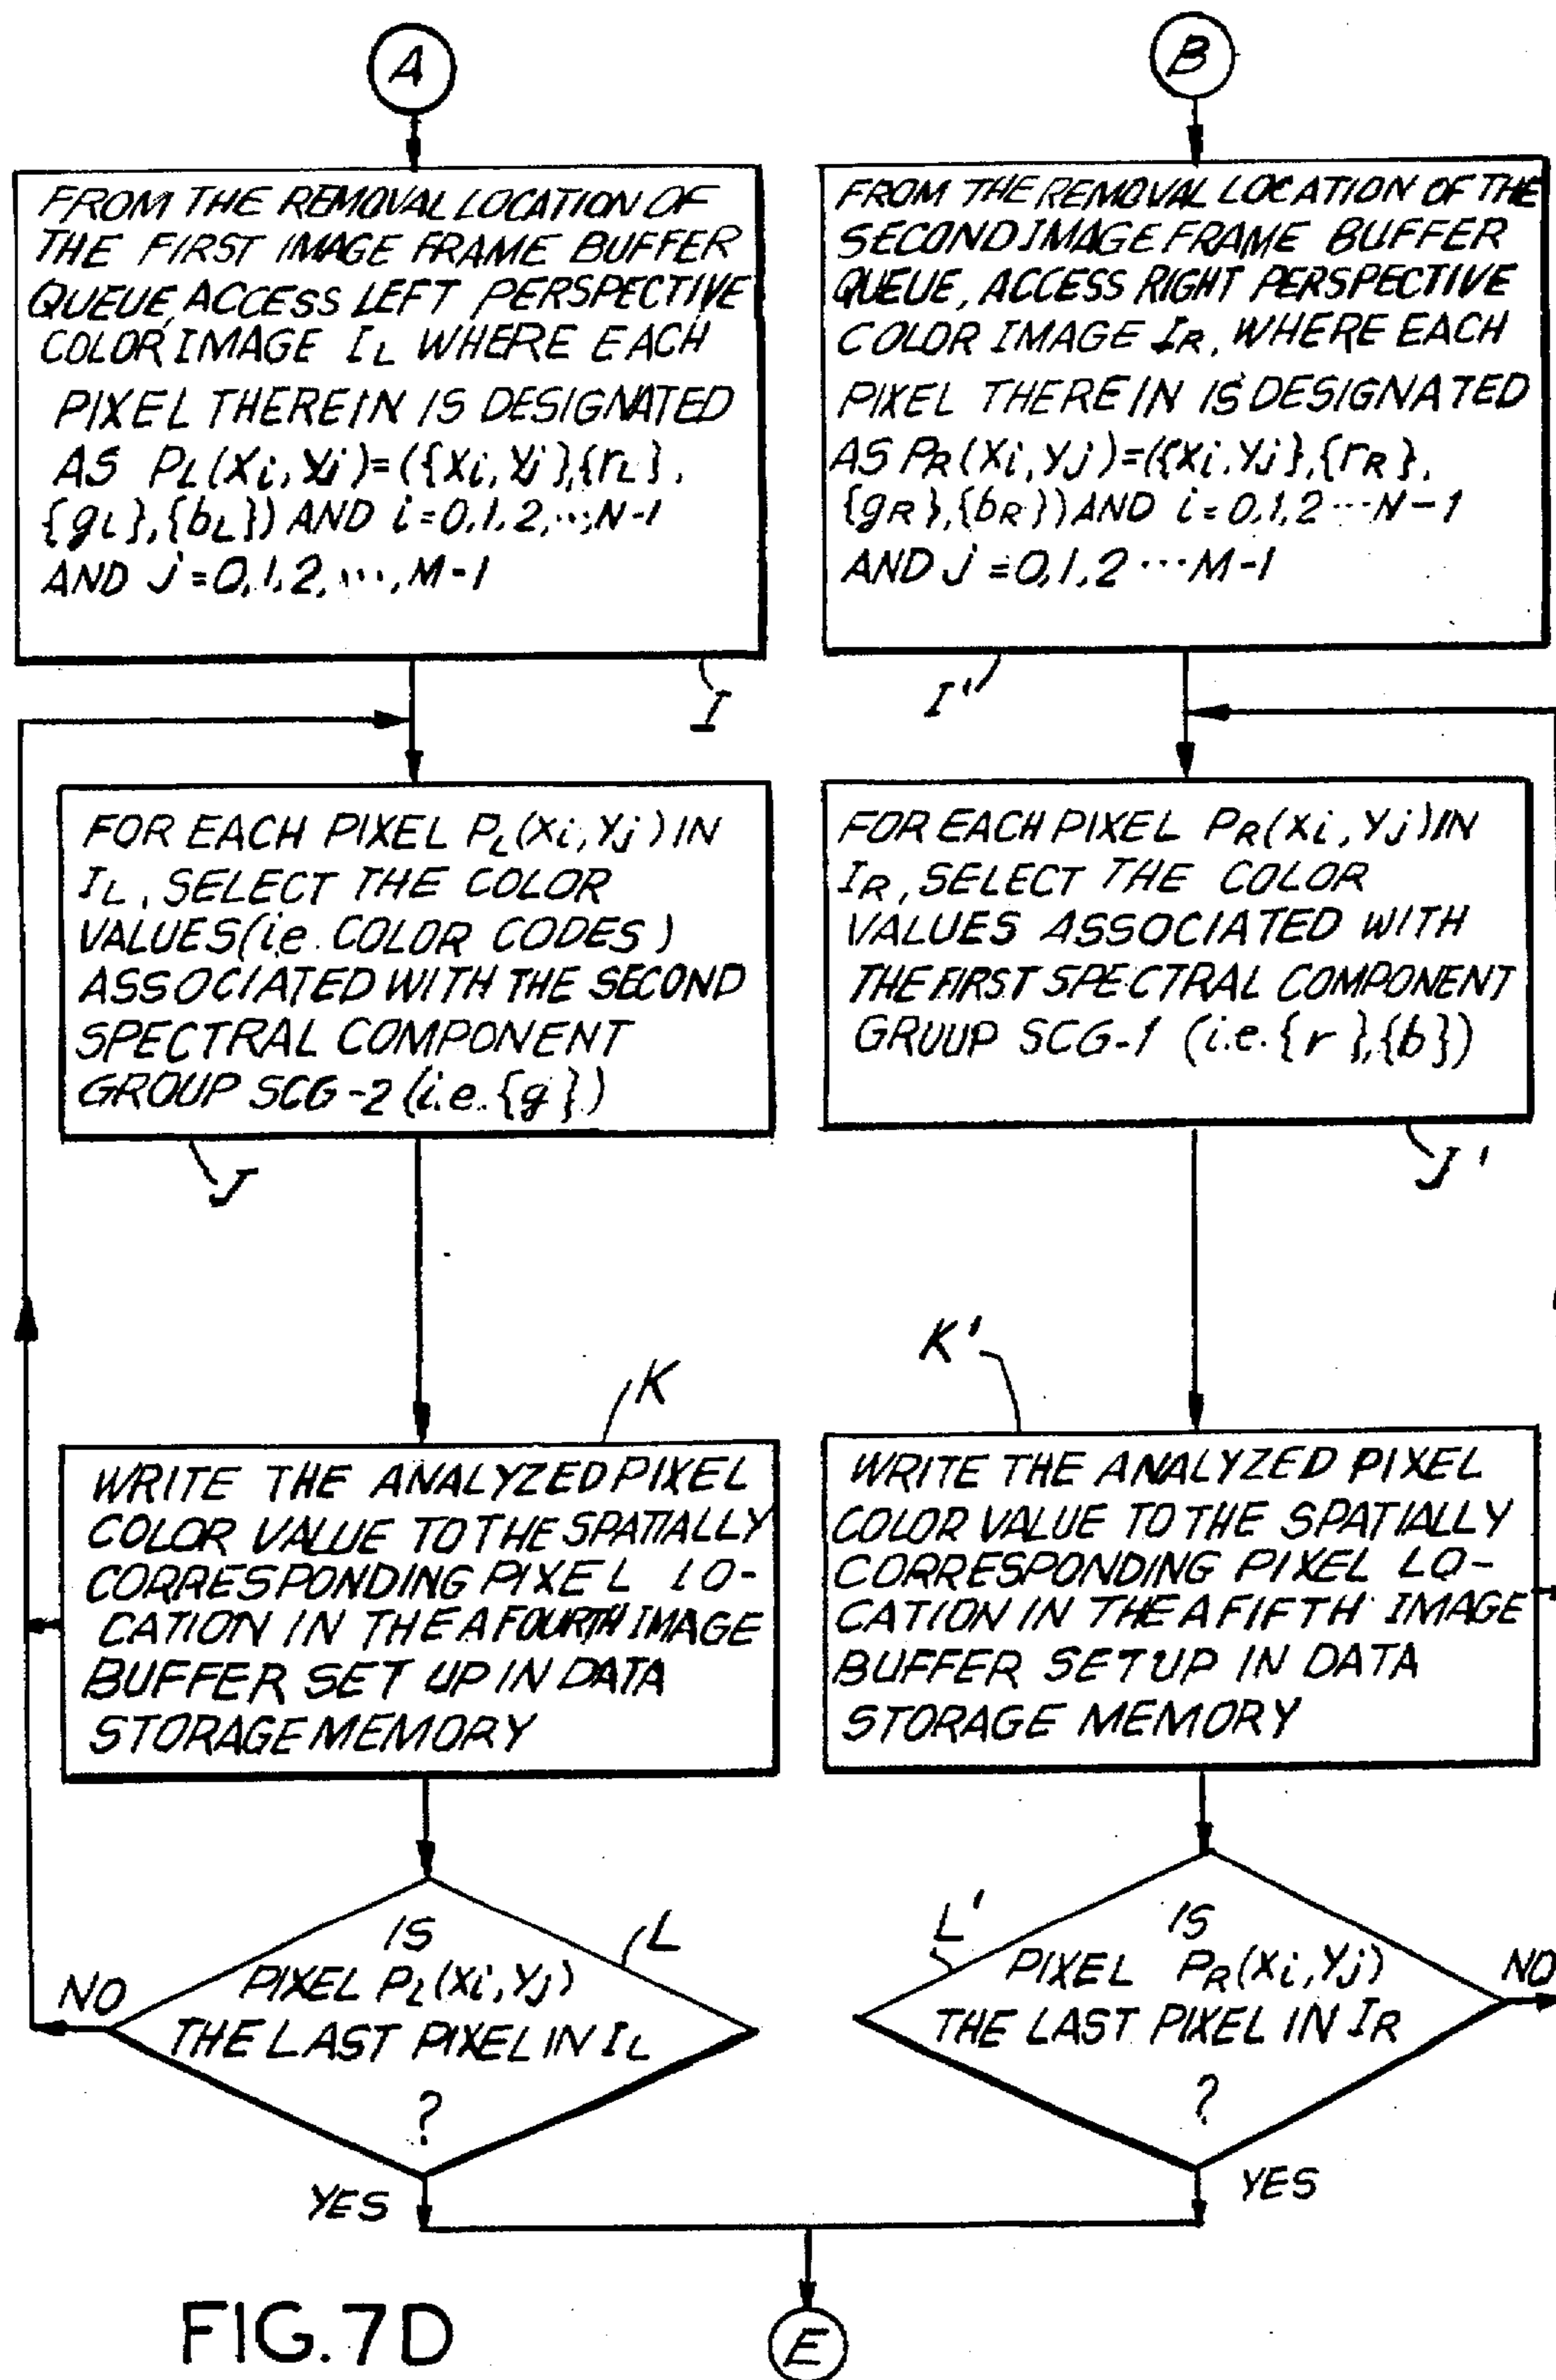 A
FROM THE REMOVAL LOCATION OF
THE FIRST IMAGE FRAME BUFFER
QUEUE, ACCESS LEFT PERSPECTIVE
COLOR IMAGE IL WHERE EACH
PIXEL THEREIN IS DESIGNATED
AS PL(Xi, Yj)=({Xi, Yj},{rL},
{gL},{bL}) AND i=0,1,2,...,N-1
AND j=0,1,2,...,M-1
I
FOR EACH PIXEL PL(Xi, Yj) IN
IL, SELECT THE COLOR
VALUES (i.e. COLOR CODES)
ASSOCIATED WITH THE SECOND
SPECTRAL COMPONENT
GROUP SCG-2 (i.e. {g})
J
K
WRITE THE ANALYZED PIXEL
COLOR VALUE TO THE SPATIALLY
CORRESPONDING PIXEL LO-
CATION IN THE A FOURTH IMAGE
BUFFER SET UP IN DATA
STORAGE MEMORY
L
IS
PIXEL PL(Xi, Yj)
THE LAST PIXEL IN IL
?
NO
YES
B
FROM THE REMOVAL LOCATION OF THE
SECOND IMAGE FRAME BUFFER
QUEUE, ACCESS RIGHT PERSPECTIVE
COLOR IMAGE IR, WHERE EACH
PIXEL THEREIN IS DESIGNATED
AS PR(Xi, Yj)=({Xi, Yj},{rR},
{gR},{bR}) AND i=0,1,2...N-1
AND j=0,1,2...M-1
I'
FOR EACH PIXEL PR(Xi, Yj) IN
IR, SELECT THE COLOR
VALUES ASSOCIATED WITH
THE FIRST SPECTRAL COMPONENT
GROUP SCG-1 (i.e. {r},{b})
J'
K'
WRITE THE ANALYZED PIXEL
COLOR VALUE TO THE SPATIALLY
CORRESPONDING PIXEL LO-
CATION IN THE A FIFTH IMAGE
BUFFER SET UP IN DATA
STORAGE MEMORY
L'
IS
PIXEL PR(Xi, Yj)
THE LAST PIXEL IN IR
?
NO
YES
E
FIG. 7D